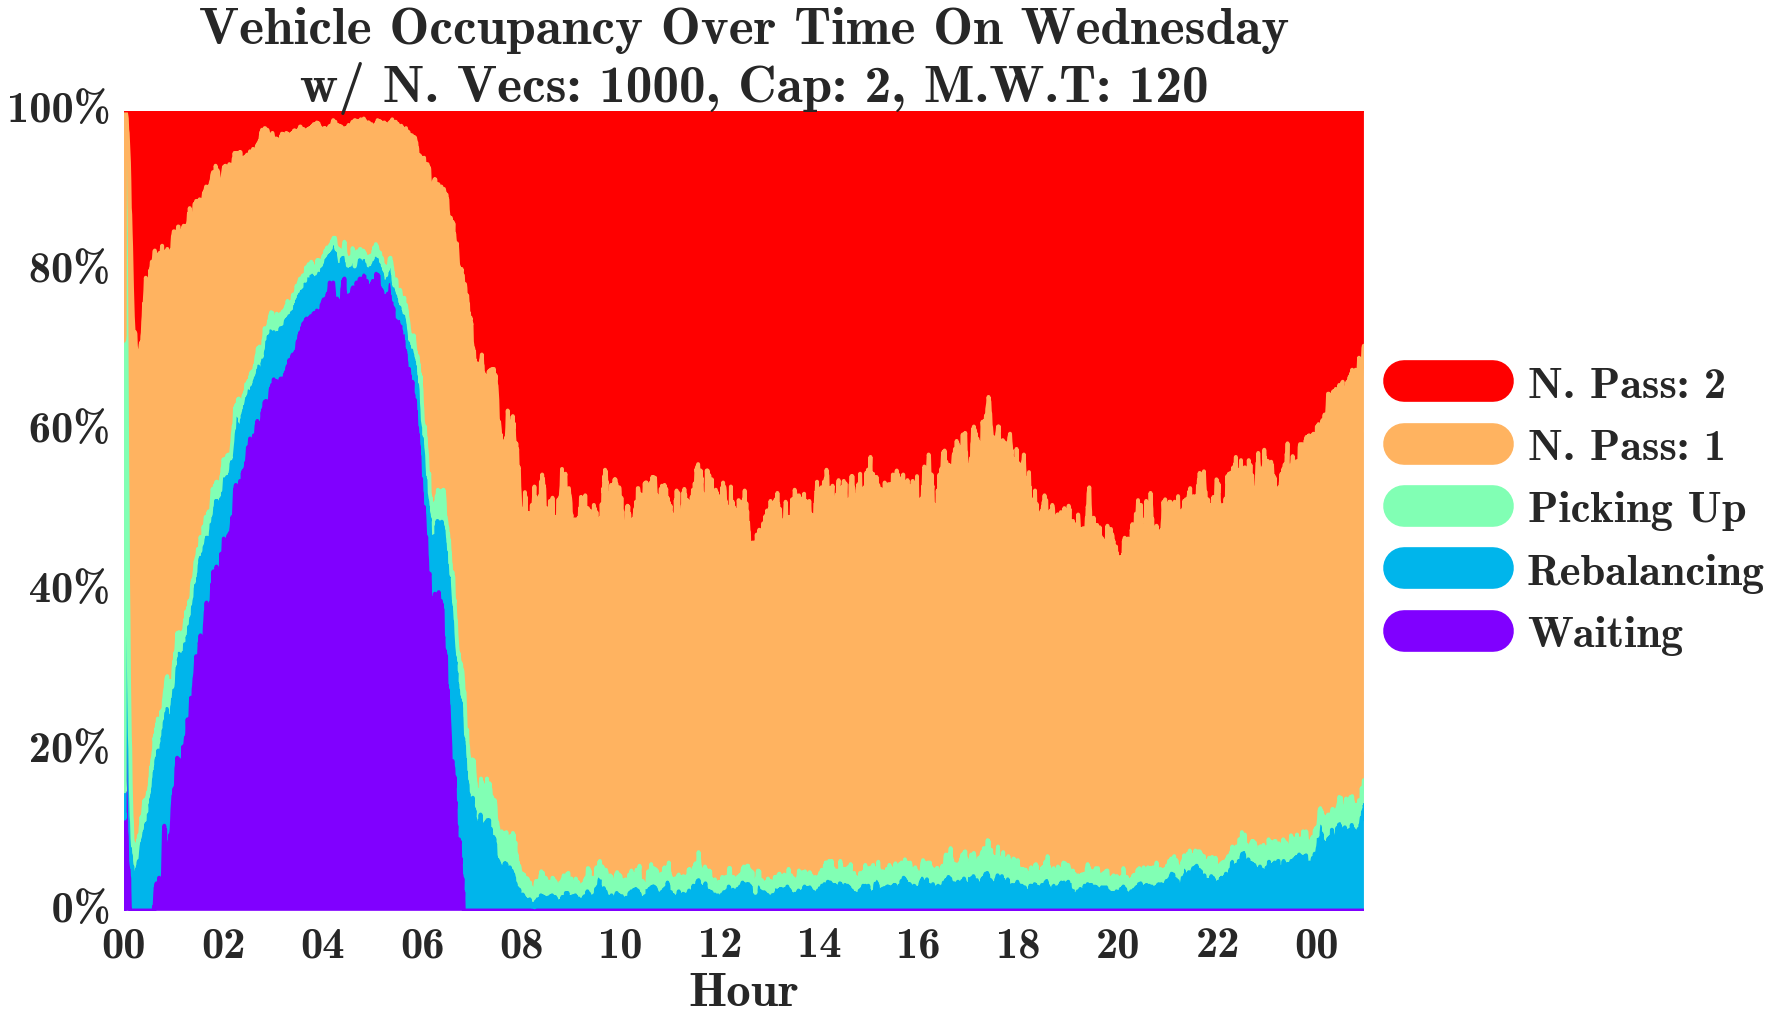 Vehicle Occupancy Over Time On Wednesday
w/ N. Vecs: 1000, Cap: 2, M.W.T: 120
100%
80%
60%
40%
20%
0%
00 02 04 06 08 10 12 14 16 18 20 22 00
Hour
N. Pass: 2
N. Pass: 1
Picking Up
Rebalancing
Waiting